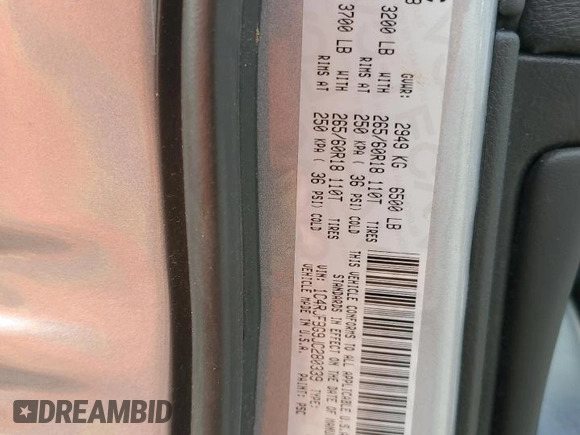 GVWR: 2949 KG 6500 LB
3200 LB WITH 265/60R18 110T TIRES
RIMS AT 250 KPA ( 36 PSI) COLD
3700 LB WITH 265/60R18 110T TIRES
RIMS AT 250 KPA ( 36 PSI) COLD
THIS VEHICLE CONFORMS TO ALL APPLICABLE U.S.A.
STANDARDS IN EFFECT ON THE DATE OF
VIN: 1C4RJF9G9JC280339 TYPE:
VEHICLE MADE IN U.S.A. PAINT: PSC
DREAMBID